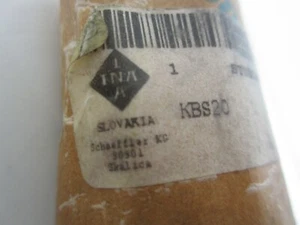 INA
1
SLOVAKIA
KBS20
Schaeffler KG
Skalica